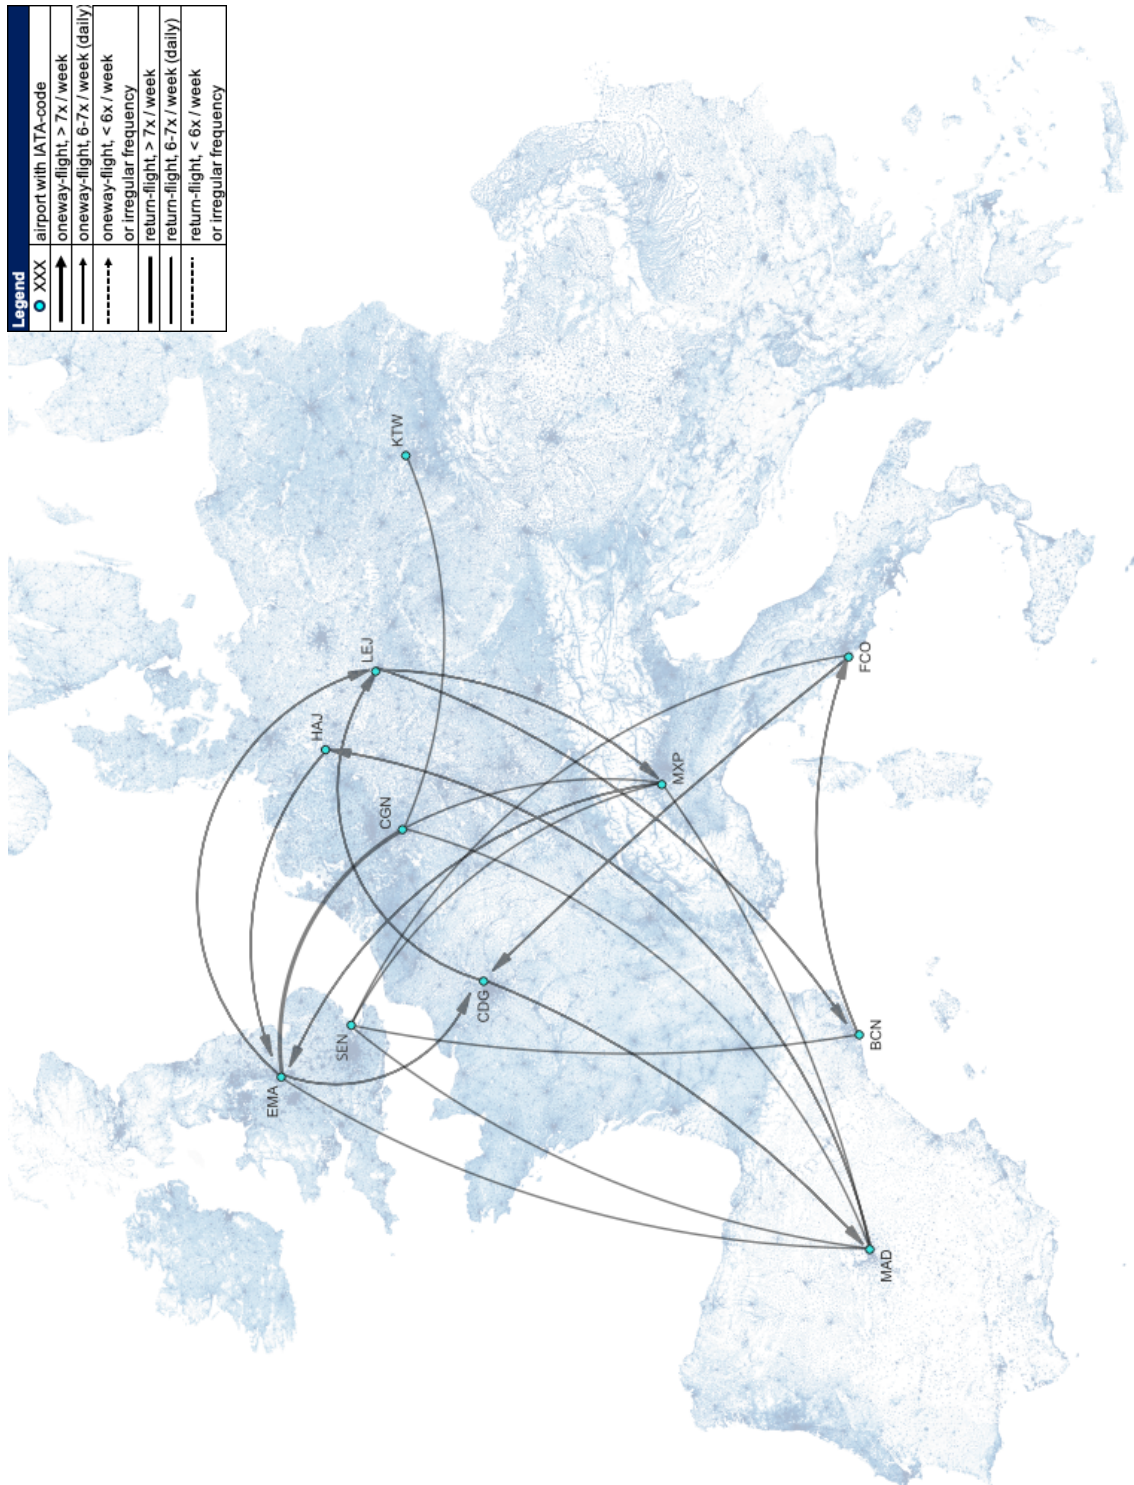 Legend
XXX airport with IATA-code
oneway-flight, > 7x / week
oneway-flight, 6-7x / week (daily)
oneway-flight, < 6x / week
or irregular frequency
return-flight, > 7x / week
return-flight, 6-7x / week (daily)
return-flight, < 6x / week
or irregular frequency
KTW
LEJ
HAJ
CGN
MXP
FCO
CDG
SEN
EMA
BCN
MAD